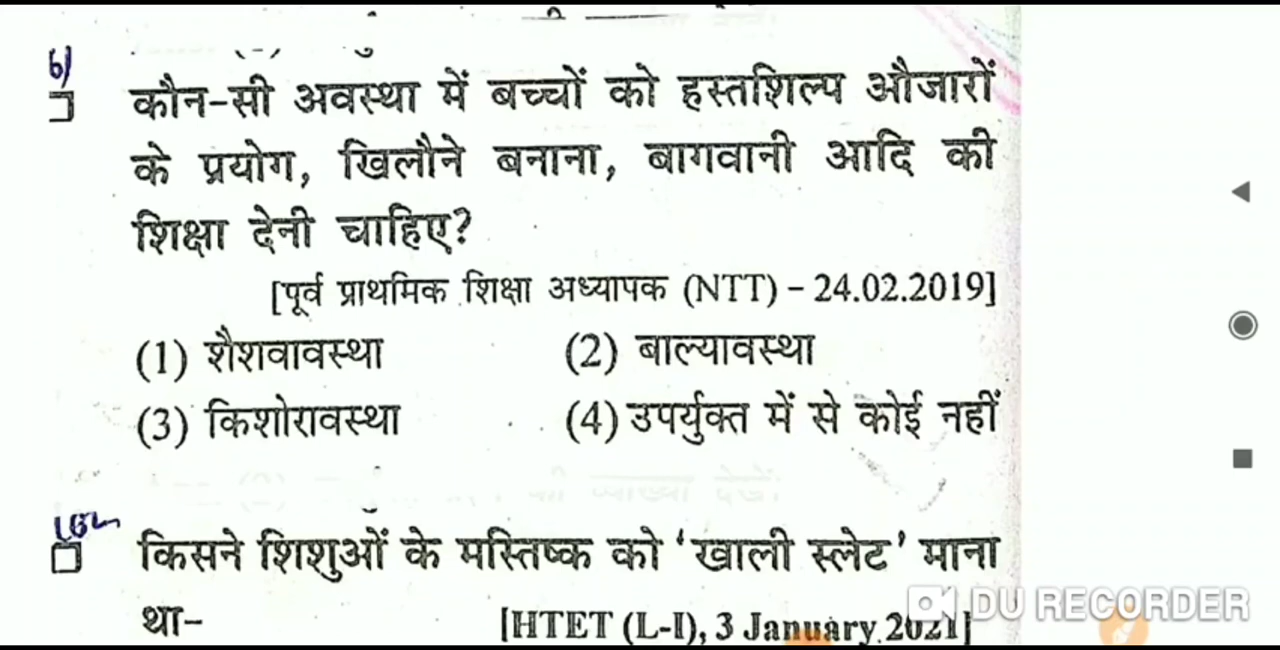 6)
कौन-सी अवस्था में बच्चों को हस्तशिल्प औजारों
के प्रयोग, खिलौने बनाना, बागवानी आदि की
शिक्षा देनी चाहिए?
[पूर्व प्राथमिक शिक्षा अध्यापक (NTT) – 24.02.2019]
(1) शैशवावस्था (2) बाल्यावस्था
(3) किशोरावस्था (4) उपर्युक्त में से कोई नहीं
किसने शिशुओं के मस्तिष्क को ‘खाली स्लेट’ माना
था–
[HTET (L-I), 3 January 2021]
DU RECORDER